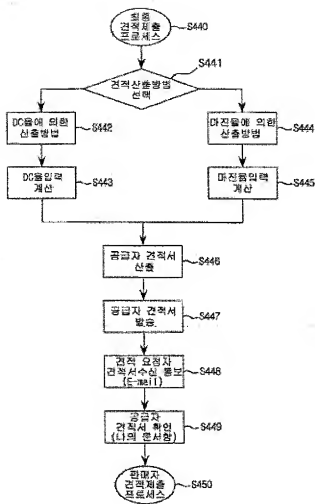 최종
견적제출
프로세스
S440
S441
견적산출방법
선택
DC율에 의한
산출방법
S442
마진율에 의한
산출방법
S444
DC율입력
계산
S443
마진율입력
계산
S445
공급자 견적서
산출
S446
공급자 견적서
발송
S447
견적 요청자
견적서수신 통보
(E-mail)
S448
공급자
견적서 확인
(나의 문서함)
S449
판매자
견적제출
프로세스
S450